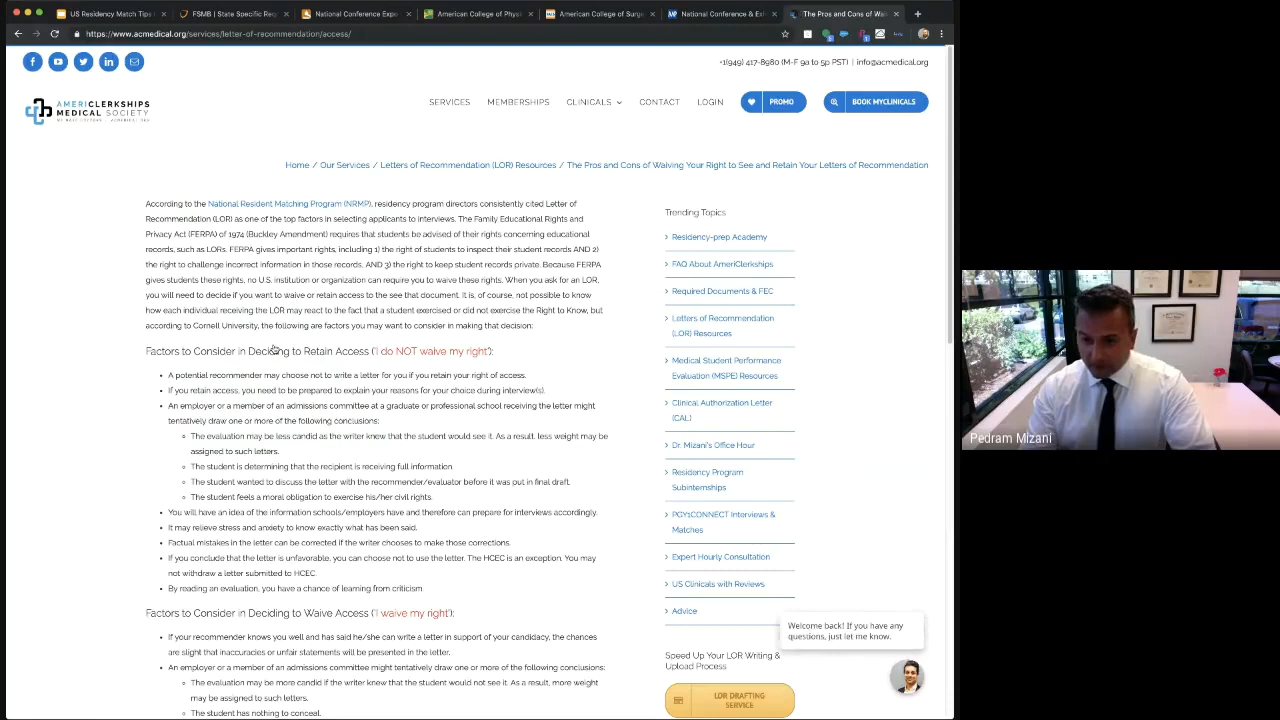 US Residency Match Tips
FSMB | State Specific Req
National Conference Expo
American College of Physi
American College of Surge
National Conference & Exh
The Pros and Cons of Wai
https://www.acmedical.org/services/letter-of-recommendation/access/
+1(949) 417-8980 (M-F 9a to 5p PST) | info@acmedical.org
AMERICLERKSHIPS
MEDICAL SOCIETY
SERVICES
MEMBERSHIPS
CLINICALS
CONTACT
LOGIN
PROMO
BOOK MYCLINICALS
Home / Our Services / Letters of Recommendation (LOR) Resources / The Pros and Cons of Waiving Your Right to See and Retain Your Letters of Recommendation
According to the National Resident Matching Program (NRMP), residency program directors consistently cited Letter of
Recommendation (LOR) as one of the top factors in selecting applicants to interviews. The Family Educational Rights and
Privacy Act (FERPA) of 1974 (Buckley Amendment) requires that students be advised of their rights concerning educational
records, such as LORs. FERPA gives important rights, including 1) the right of students to inspect their student records AND 2)
the right to challenge incorrect information in those records, AND 3) the right to keep student records private. Because FERPA
gives students these rights, no U.S. institution or organization can require you to waive these rights. When you ask for an LOR,
you will need to decide if you want to waive or retain access to the see that document. It is, of course, not possible to know
how each individual receiving the LOR may react to the fact that a student exercised or did not exercise the Right to Know, but
according to Cornell University, the following are factors you may want to consider in making that decision:
Factors to Consider in Deciding to Retain Access ('I do NOT waive my right'):
A potential recommender may choose not to write a letter for you if you retain your right of access.
If you retain access, you need to be prepared to explain your reasons for your choice during interview(s).
An employer or a member of an admissions committee at a graduate or professional school receiving the letter might
tentatively draw one or more of the following conclusions:
The evaluation may be less candid as the writer knew that the student would see it. As a result, less weight may be
assigned to such letters.
The student is determining that the recipient is receiving full information
The student wanted to discuss the letter with the recommender/evaluator before it was put in final draft.
The student feels a moral obligation to exercise his/her civil rights.
You will have an idea of the information schools/employers have and therefore can prepare for interviews accordingly.
It may relieve stress and anxiety to know exactly what has been said.
Factual mistakes in the letter can be corrected if the writer chooses to make those corrections.
If you conclude that the letter is unfavorable, you can choose not to use the letter. The HCEC is an exception. You may
not withdraw a letter submitted to HCEC.
By reading an evaluation, you have a chance of learning from criticism.
Factors to Consider in Deciding to Waive Access ('I waive my right'):
If your recommender knows you well and has said he/she can write a letter in support of your candidacy, the chances
are slight that inaccuracies or unfair statements will be presented in the letter.
An employer or a member of an admissions committee might tentatively draw one or more of the following conclusions:
The evaluation may be more candid if the writer knew that the student would not see it. As a result, more weight
may be assigned to such letters.
The student has nothing to conceal.
Trending Topics
Residency-prep Academy
FAQ About AmeriClerkships
Required Documents & FEC
Letters of Recommendation
(LOR) Resources
Medical Student Performance
Evaluation (MSPE) Resources
Clinical Authorization Letter
(CAL)
Dr. Mizani's Office Hour
Residency Program
Subinternships
PGY1CONNECT Interviews &
Matches
Expert Hourly Consultation
US Clinicals with Reviews
Advice
Welcome back! If you have any
questions, just let me know.
Speed Up Your LOR Writing &
Upload Process
LOR DRAFTING
SERVICE
Pedram Mizani